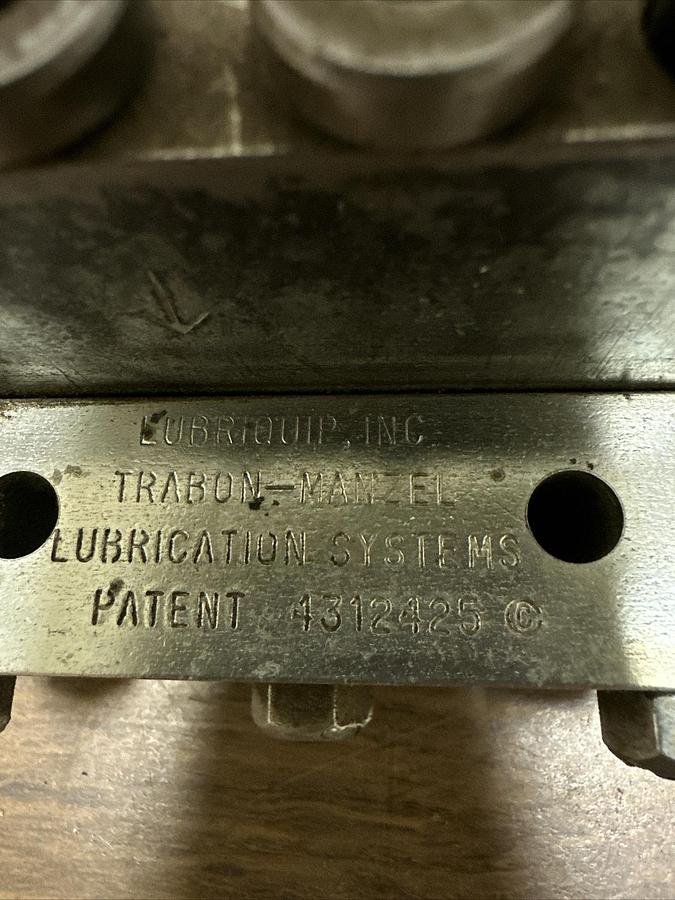 LUBRIQUIP, INC
TRABON-MANZEL
LUBRICATION SYSTEMS
PATENT 4312425 ©